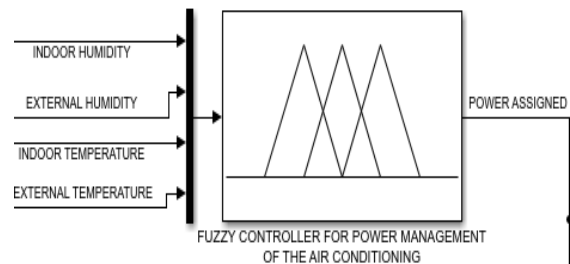 INDOOR HUMIDITY
EXTERNAL HUMIDITY
INDOOR TEMPERATURE
EXTERNAL TEMPERATURE
POWER ASSIGNED
FUZZY CONTROLLER FOR POWER MANAGEMENT
OF THE AIR CONDITIONING